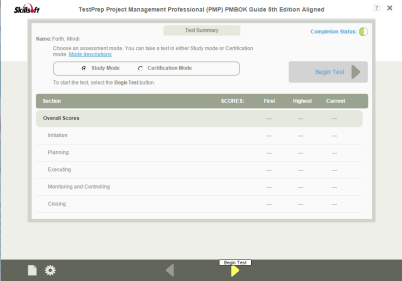 Skillsoft TestPrep Project Management Professional (PMP) PMBOK Guide 6th Edition Aligned ?
Test Summary
Completion Status:
Name: Forth, Mindi
Choose an assessment mode. You can take a test in either Study Mode or Certification
mode. Mode descriptions
Study Mode Certification Mode
To start the test, select the Begin Test button.
Begin Test
Section SCORES: First Highest Current
Overall Scores --- --- ---
Initiation --- --- ---
Planning --- --- ---
Executing --- --- ---
Monitoring and Controlling --- --- ---
Closing --- --- ---
Begin Test